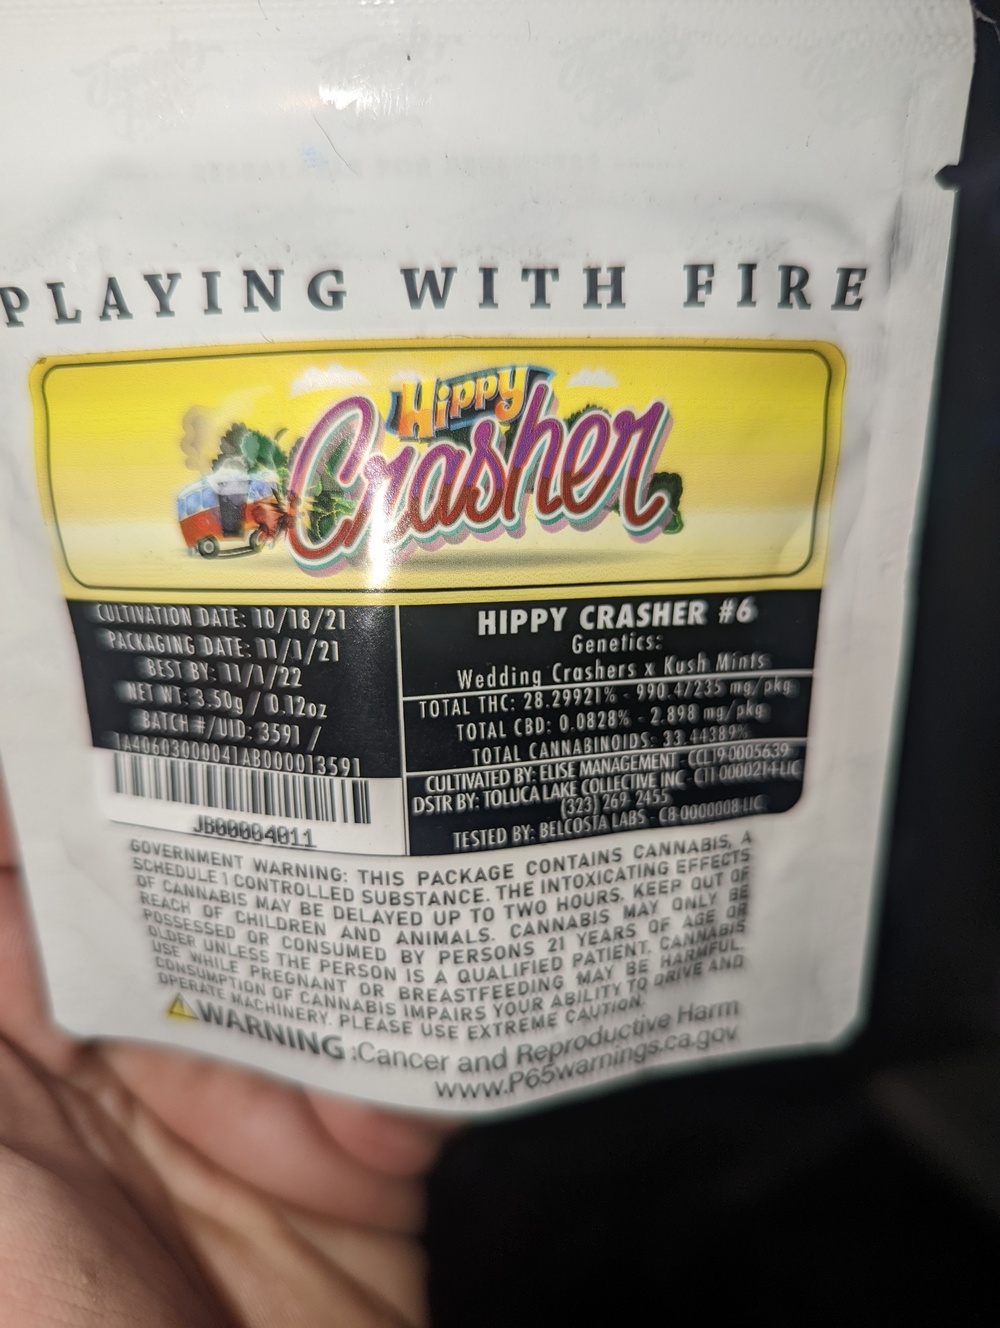 PLAYING WITH FIRE
Hippy
Crasher
CULTIVATION DATE: 10/18/21
PACKAGING DATE: 11/1/21
BEST BY: 11/1/22
NET WT: 3.50g / 0.12oz
BATCH #/UID: 3591 /
1A40603000041AB000013591
JB00004011
HIPPY CRASHER #6
Genetics:
Wedding Crashers x Kush Mints
TOTAL THC: 28.29921% - 990.47235 mg/pkg
TOTAL CBD: 0.0828% - 2.898 mg/pkg
TOTAL CANNABINOIDS: 33.44389%
CULTIVATED BY: ELISE MANAGEMENT - CCL19-0005639
DSTR BY: TOLUCA LAKE COLLECTIVE INC - C11-0000214-LIC
(323) 269-2455
TESTED BY: BELCOSTA LABS - C8-0000008-LIC
GOVERNMENT WARNING: THIS PACKAGE CONTAINS CANNABIS, A
SCHEDULE 1 CONTROLLED SUBSTANCE. THE INTOXICATING EFFECTS
OF CANNABIS MAY BE DELAYED UP TO TWO HOURS. KEEP OUT OF
REACH OF CHILDREN AND ANIMALS. CANNABIS MAY ONLY BE
POSSESSED OR CONSUMED BY PERSONS 21 YEARS OF AGE OR
OLDER UNLESS THE PERSON IS A QUALIFIED PATIENT. CANNABIS
USE WHILE PREGNANT OR BREASTFEEDING MAY BE HARMFUL.
CONSUMPTION OF CANNABIS IMPAIRS YOUR ABILITY TO DRIVE AND
OPERATE MACHINERY. PLEASE USE EXTREME CAUTION.
WARNING:Cancer and Reproductive Harm
www.P65warnings.ca.gov